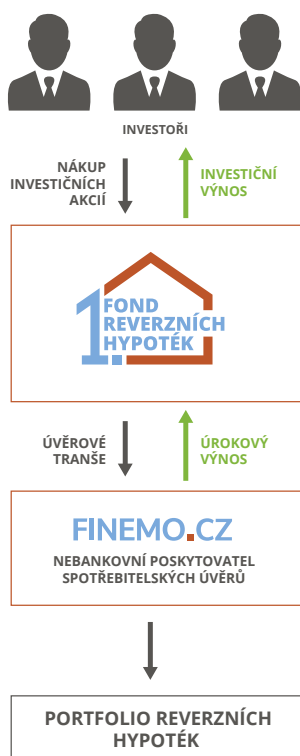 INVESTOŘI
NÁKUP
INVESTIČNÍCH
AKCIÍ
INVESTIČNÍ
VÝNOS
1.
FOND
REVERZNÍCH
HYPOTÉK
ÚVĚROVÉ
TRANŠE
ÚROKOVÝ
VÝNOS
FINEMO.CZ
NEBANKOVNÍ POSKYTOVATEL
SPOTŘEBITELSKÝCH ÚVĚRŮ
PORTFOLIO REVERZNÍCH
HYPOTÉK